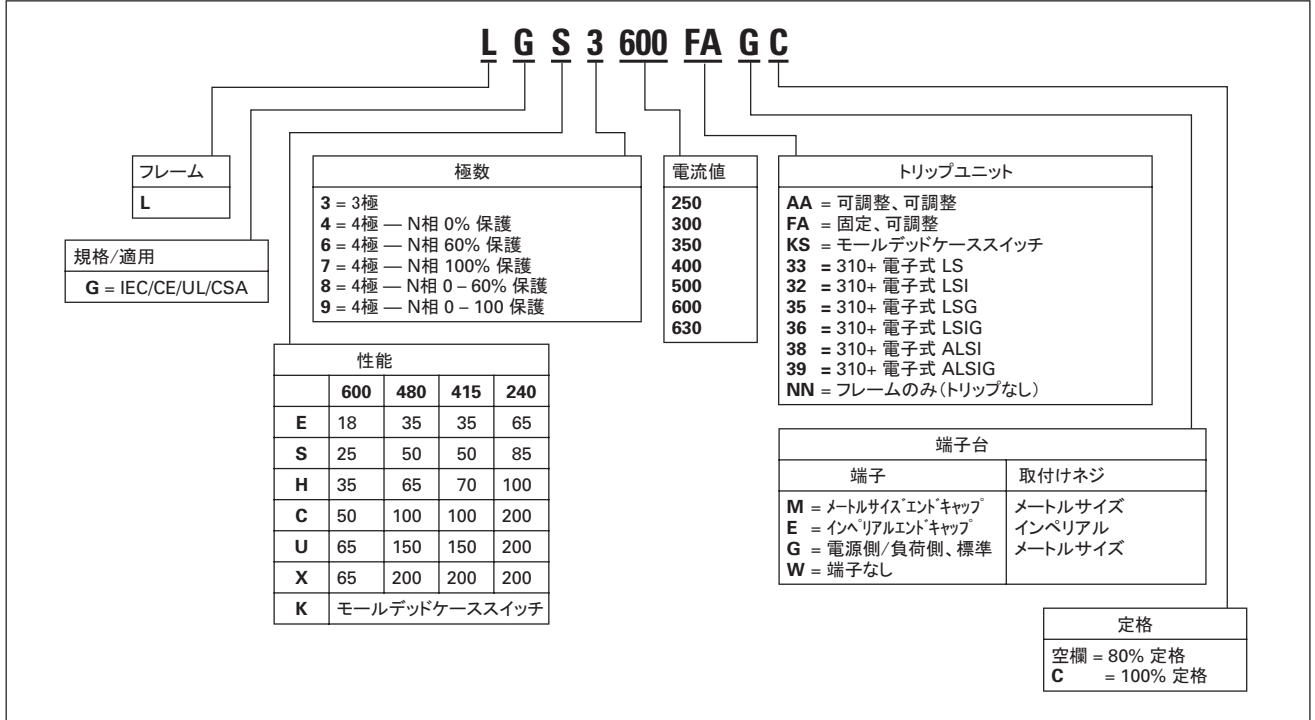 L G S 3 600 FA G C
フレーム
L
規格/適用
G = IEC/CE/UL/CSA
極数
3 = 3極
4 = 4極 — N相 0% 保護
6 = 4極 — N相 60% 保護
7 = 4極 — N相 100% 保護
8 = 4極 — N相 0 – 60% 保護
9 = 4極 — N相 0 – 100 保護
電流値
250
300
350
400
500
600
630
トリップユニット
AA = 可調整、可調整
FA = 固定、可調整
KS = モールデッドケーススイッチ
33 = 310+ 電子式 LS
32 = 310+ 電子式 LSI
35 = 310+ 電子式 LSG
36 = 310+ 電子式 LSIG
38 = 310+ 電子式 ALSI
39 = 310+ 電子式 ALSIG
NN = フレームのみ（トリップなし）
性能
600 480 415 240
E 18 35 35 65
S 25 50 50 85
H 35 65 70 100
C 50 100 100 200
U 65 150 150 200
X 65 200 200 200
K モールデッドケーススイッチ
端子台
端子 取付けネジ
M = メートルサイズエンドキャップ メートルサイズ
E = インペリアルエンドキャップ インペリアル
G = 電源側/負荷側、標準 メートルサイズ
W = 端子なし
定格
空欄 = 80% 定格
C = 100% 定格